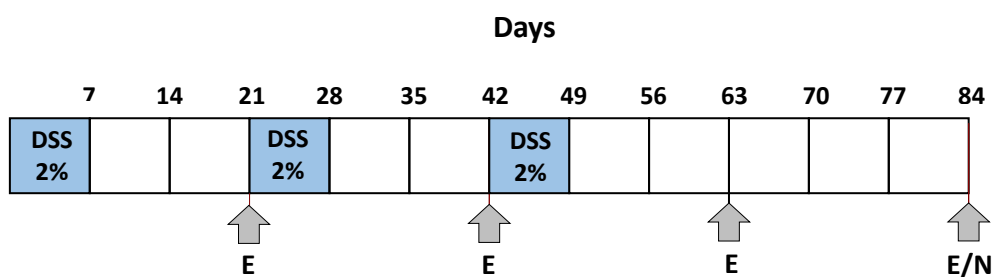 Days
7 14 21 28 35 42 49 56 63 70 77 84
DSS DSS DSS
2% 2% 2%
E E E E/N